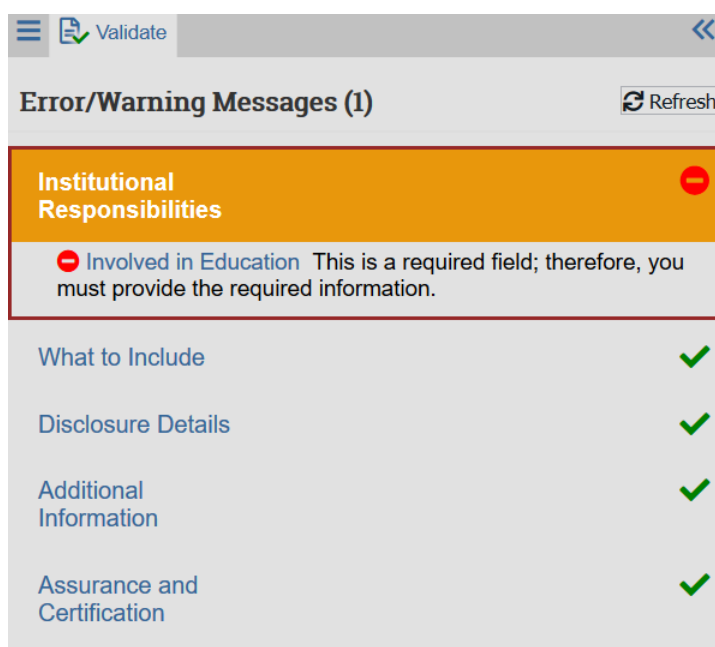 Validate
Error/Warning Messages (1)
Refresh
Institutional
Responsibilities
Involved in Education This is a required field; therefore, you
must provide the required information.
What to Include
Disclosure Details
Additional
Information
Assurance and
Certification